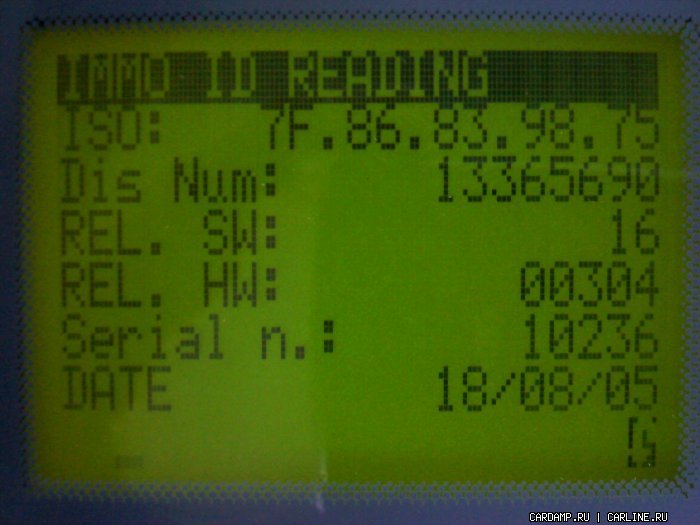 IMMO ID READING
ISO: 7F.86.83.98.75
Dis Num: 13365690
REL. SW: 16
REL. HW: 00304
Serial n.: 10236
DATE 18/08/05
CARDAMP.RU | CARLINE.RU